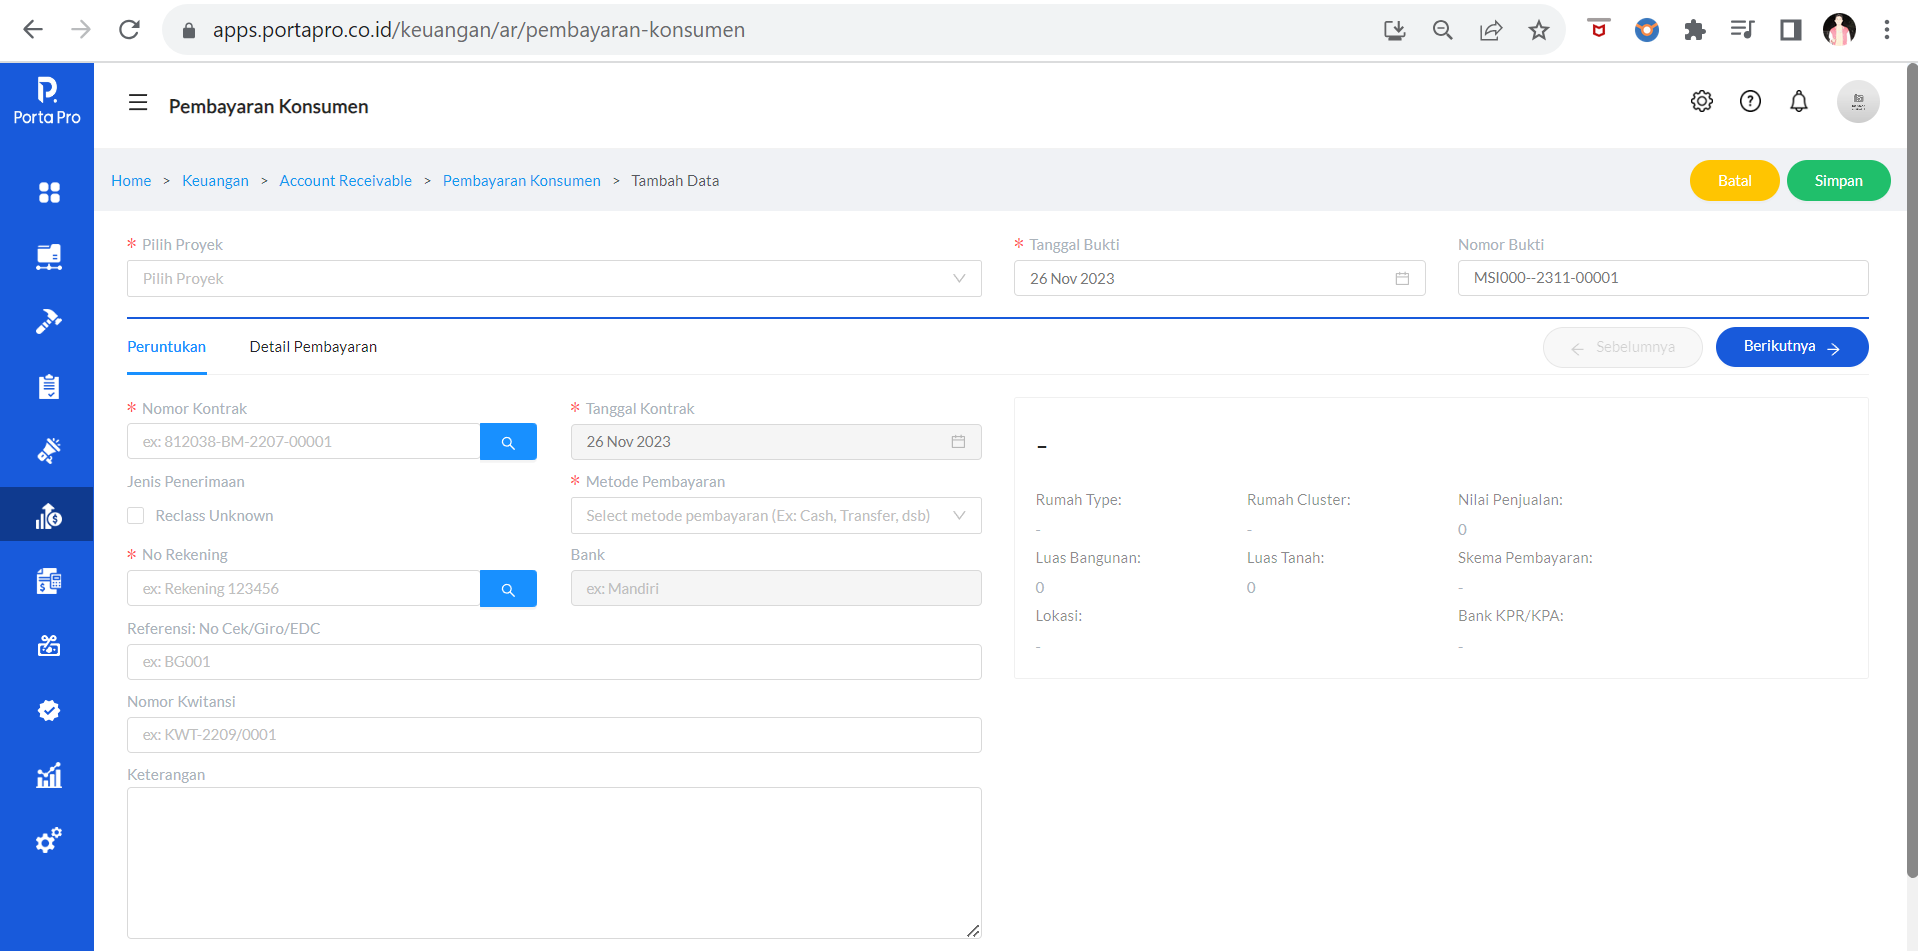 apps.portapro.co.id/keuangan/ar/pembayaran-konsumen
Porta Pro
Pembayaran Konsumen
Home > Keuangan > Account Receivable > Pembayaran Konsumen > Tambah Data
Batal
Simpan
* Pilih Proyek
Pilih Proyek
* Tanggal Bukti
26 Nov 2023
Nomor Bukti
MSI000--2311-00001
Peruntukan
Detail Pembayaran
← Sebelumnya
Berikutnya →
* Nomor Kontrak
ex: 812038-BM-2207-00001
* Tanggal Kontrak
26 Nov 2023
Jenis Penerimaan
Reclass Unknown
* Metode Pembayaran
Select metode pembayaran (Ex: Cash, Transfer, dsb)
* No Rekening
ex: Rekening 123456
Bank
ex: Mandiri
Referensi: No Cek/Giro/EDC
ex: BG001
Nomor Kwitansi
ex: KWT-2209/0001
Keterangan
-
Rumah Type:
-
Rumah Cluster:
-
Nilai Penjualan:
0
Luas Bangunan:
0
Luas Tanah:
0
Skema Pembayaran:
-
Lokasi:
-
Bank KPR/KPA:
-